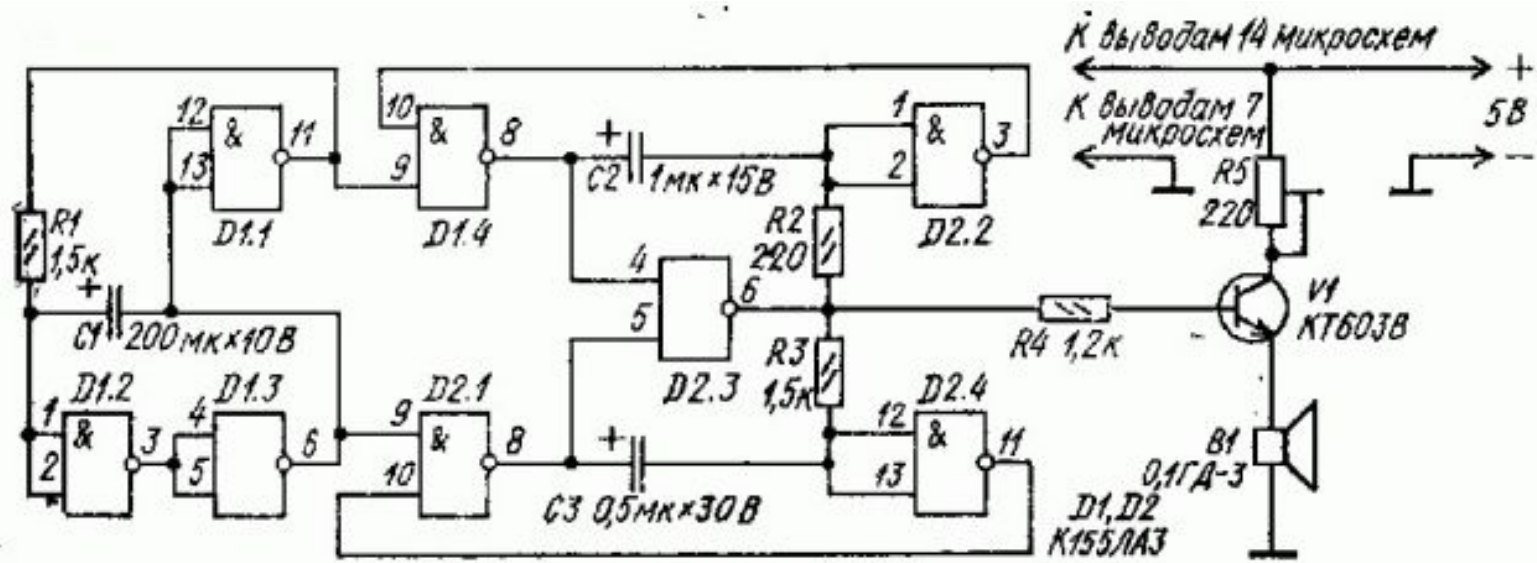 К выводам 14 микросхем
+
5В
−
К выводам 7
микросхем
12
13
&
11
D1.1
10
9
&
8
D1.4
+
C2
1мк×15В
1
2
&
3
D2.2
R5
220
R1
1,5к
R2
220
+
C1
200мк×10В
4
5
6
D2.3
R4 1,2к
V1
КТ603В
R3
1,5к
D1.2
1
2
&
3
D1.3
4
5
6
D2.1
9
10
&
8
+
C3 0,5мк×30В
D2.4
12
13
&
11
B1
0,1ГД-3
D1, D2
К155ЛА3